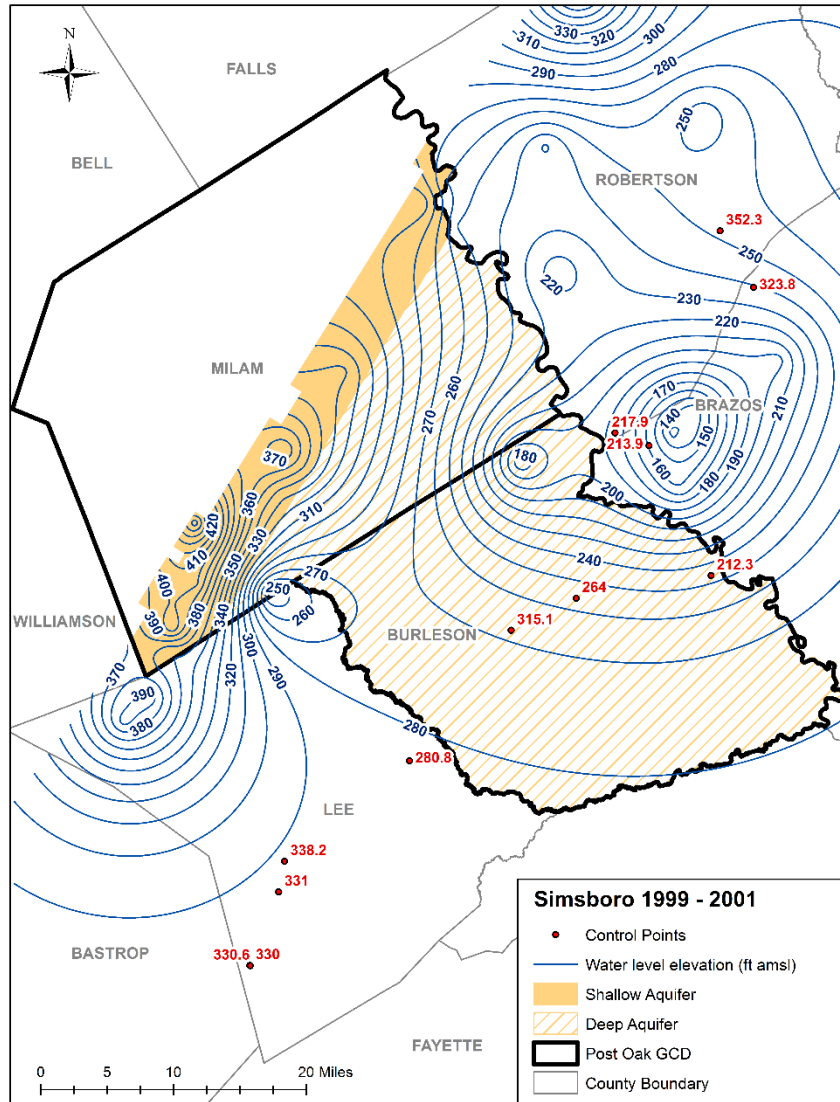 N
330
320
310
300
290
280
FALLS
250
BELL
ROBERTSON
352.3
250
220
323.8
230
220
MILAM
260
170
210
270
140
BRAZOS
217.9
150
213.9
370
180
160
190
180
360
200
420
310
330
410
350
240
212.3
400
270
264
250
380
340
260
WILLIAMSON
390
315.1
BURLESON
300
370
320
290
390
380
280
280.8
LEE
338.2
331
BASTROP
330.6 330
FAYETTE
Simsboro 1999 - 2001
Control Points
Water level elevation (ft amsl)
Shallow Aquifer
Deep Aquifer
Post Oak GCD
County Boundary
0 5 10 20 Miles